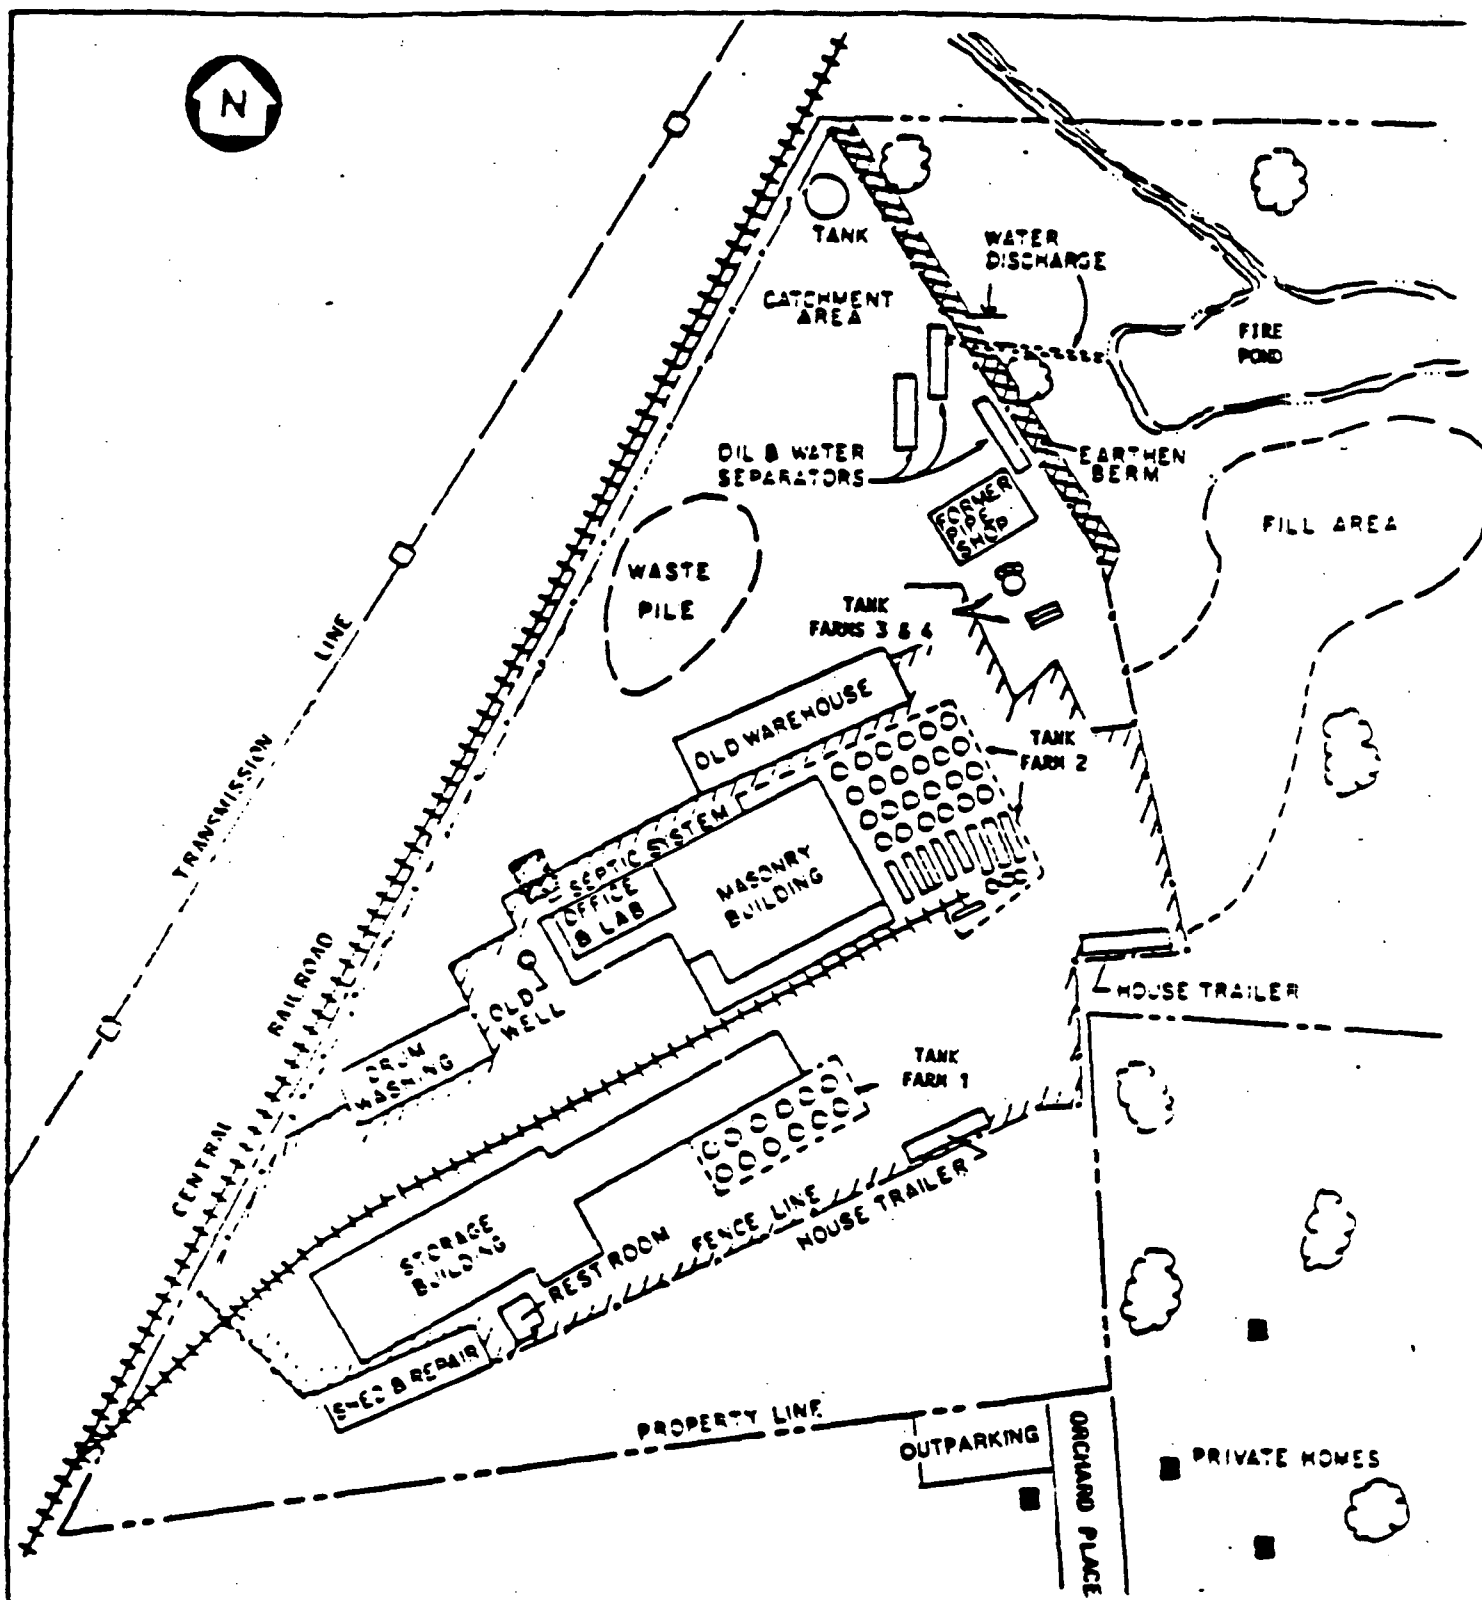 N
TANK
WATER
DISCHARGE
CATCHMENT
AREA
FIRE
POND
OIL & WATER
SEPARATORS
EARTHEN
BERM
FORMER
PIPE
SHOP
FILL AREA
WASTE
PILE
TANK
FARMS 3 & 4
LINE
OLD WAREHOUSE
TANK
FARM 2
TRANSMISSION
SEPTIC SYSTEM
MASONRY
BUILDING
OFFICE
& LAB
RAILROAD
OLD
WELL
HOUSE TRAILER
DRUM
WASHING
TANK
FARM 1
CENTRAL
STORAGE
BUILDING
REST ROOM
FENCE LINE
HOUSE TRAILER
SHED & REPAIR
PROPERTY LINE
OUTPARKING
ORCHARD PLACE
PRIVATE HOMES